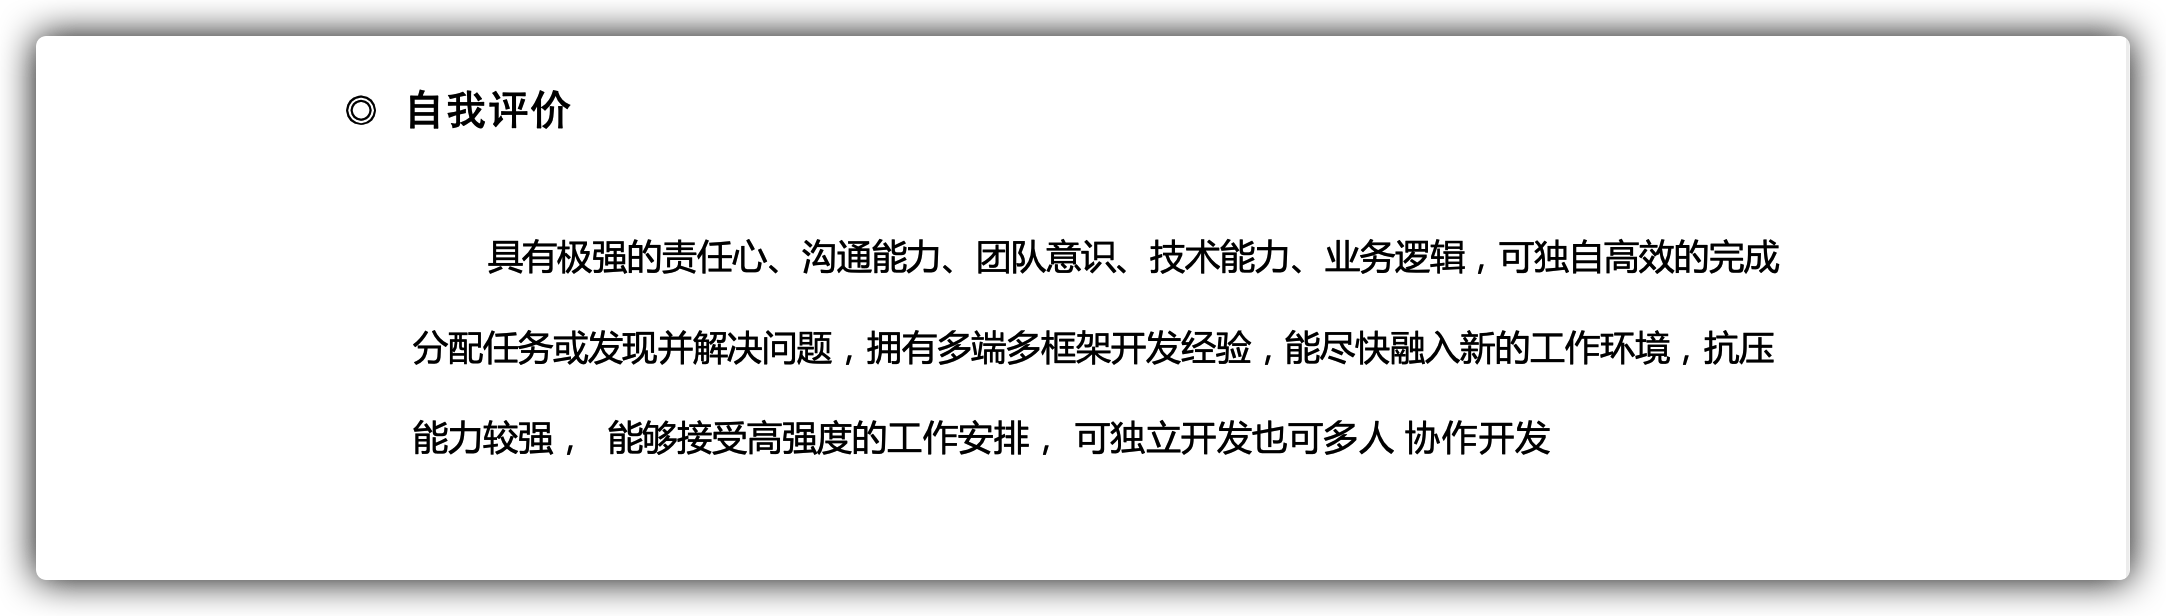 ◎ 自我评价
具有极强的责任心、沟通能力、团队意识、技术能力、业务逻辑，可独自高效的完成
分配任务或发现并解决问题，拥有多端多框架开发经验，能尽快融入新的工作环境，抗压
能力较强， 能够接受高强度的工作安排， 可独立开发也可多人 协作开发